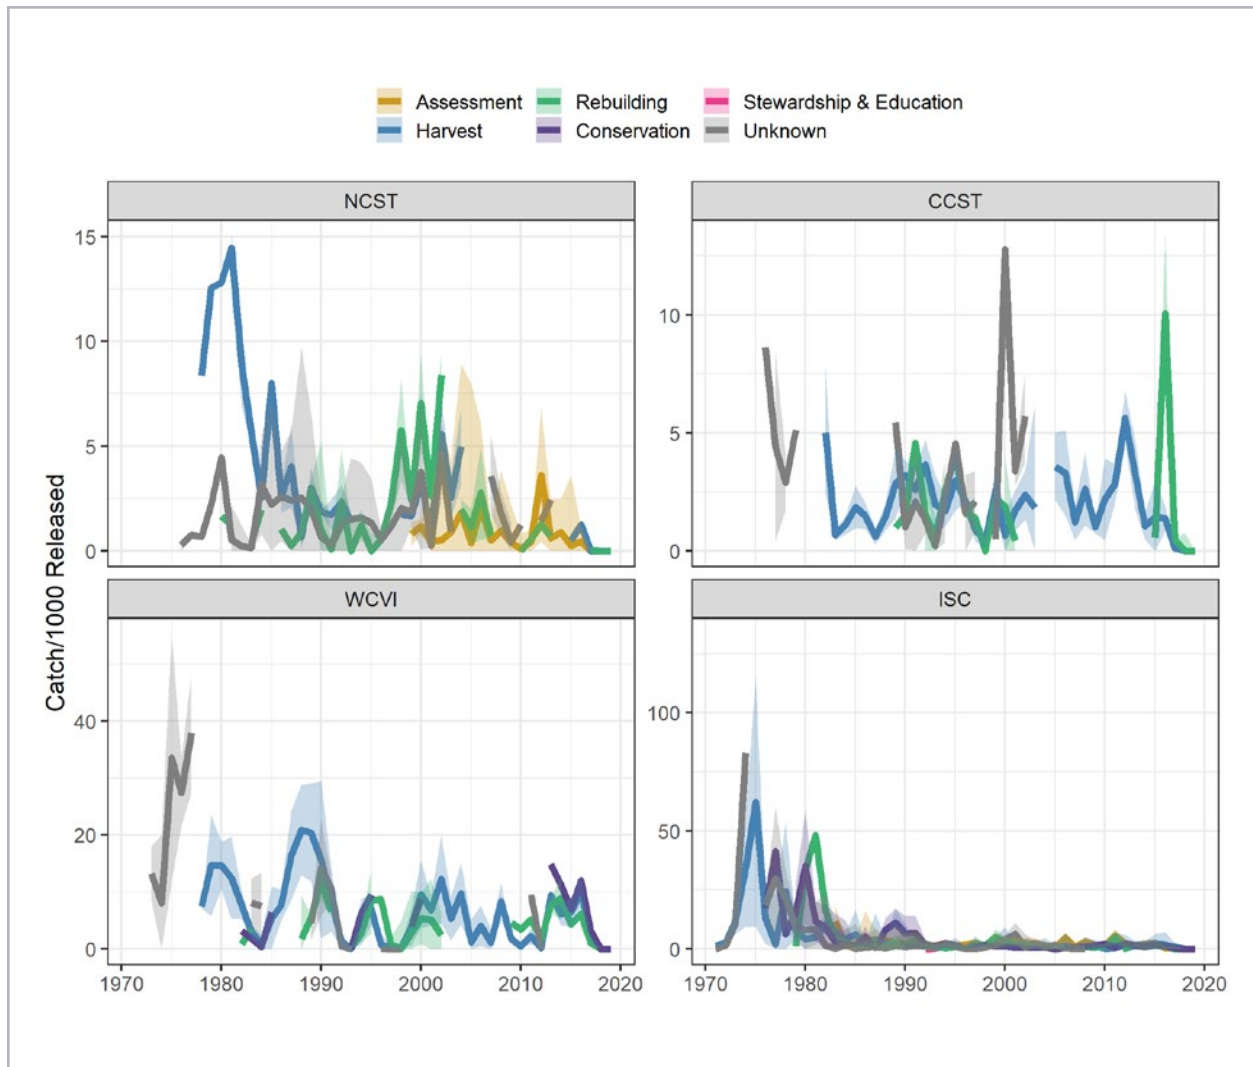 Assessment Rebuilding Stewardship & Education
Harvest Conservation Unknown
NCST CCST
15
10
5
0
10
5
0
Catch/1000 Released
WCVI ISC
40
20
0
100
50
0
1970 1980 1990 2000 2010 2020 1970 1980 1990 2000 2010 2020